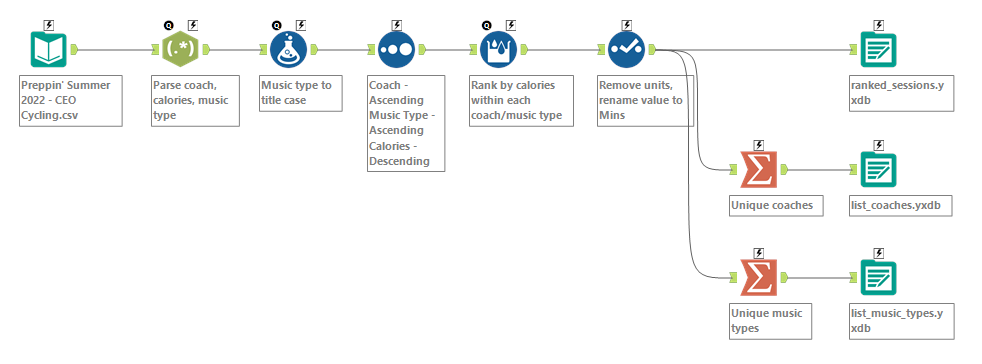 Q
Q
Q
(.*)
Preppin' Summer
2022 - CEO
Cycling.csv
Parse coach,
calories, music
type
Music type to
title case
Coach -
Ascending
Music Type -
Ascending
Calories -
Descending
Rank by calories
within each
coach/music type
Remove units,
rename value to
Mins
ranked_sessions.y
xdb
Σ
Unique coaches
list_coaches.yxdb
Σ
Unique music
types
list_music_types.y
xdb